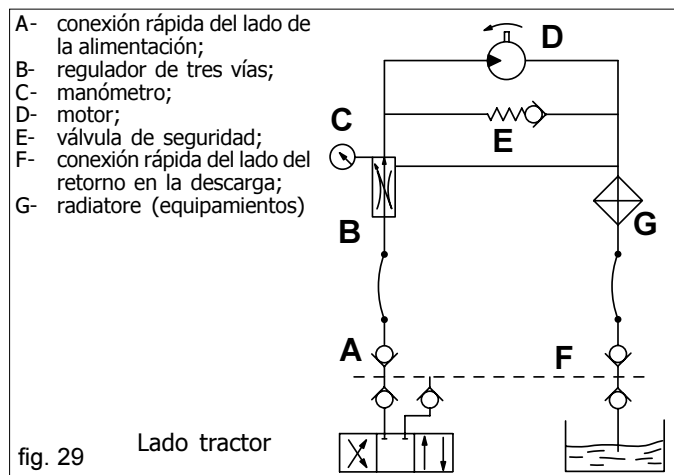 A- conexión rápida del lado de
la alimentación;
B- regulador de tres vías;
C- manómetro;
D- motor;
E- válvula de seguridad;
F- conexión rápida del lado del
retorno en la descarga;
G- radiatore (equipamientos)
D
C
E
B
G
A
F
Lado tractor
fig. 29